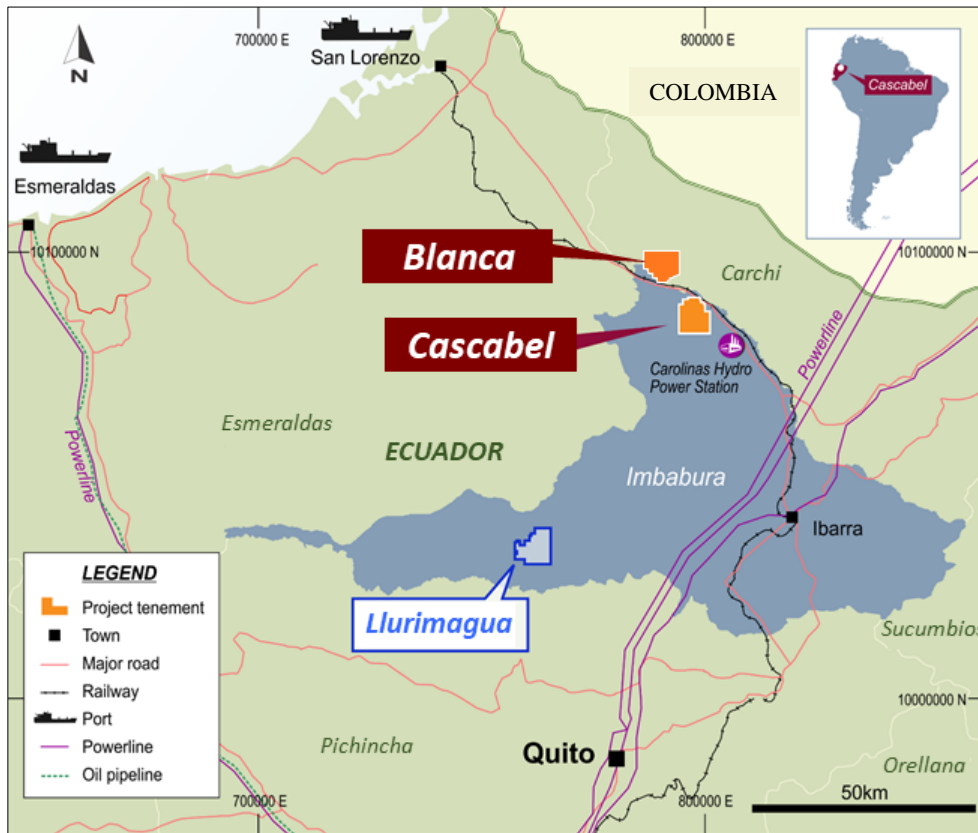 700000 E
800000 E
San Lorenzo
N
COLOMBIA
Cascabel
Esmeraldas
10100000 N
10100000 N
Blanca
Carchi
Cascabel
Powerline
Carolinas Hydro
Power Station
Esmeraldas
ECUADOR
Powerline
Imbabura
Ibarra
LEGEND
Project tenement
Town
Major road
Railway
Port
Powerline
Oil pipeline
Llurimagua
Sucumbios
10000000 N
Pichincha
Quito
Orellana
700000 E
800000 E
50km